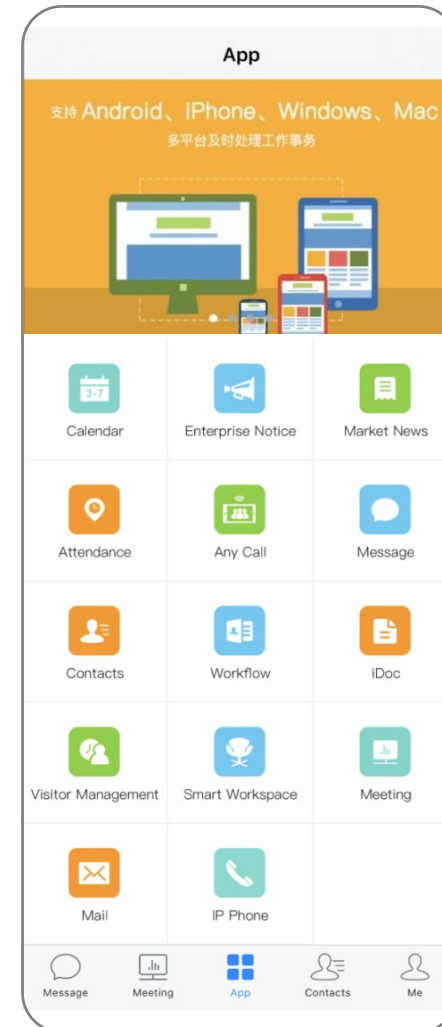 App
支持 Android、iPhone、Windows、Mac
多平台及时处理工作事务
3-7
Calendar
Enterprise Notice
Market News
Attendance
Any Call
Message
Contacts
Workflow
iDoc
Visitor Management
Smart Workspace
Meeting
Mail
IP Phone
Message
Meeting
App
Contacts
Me